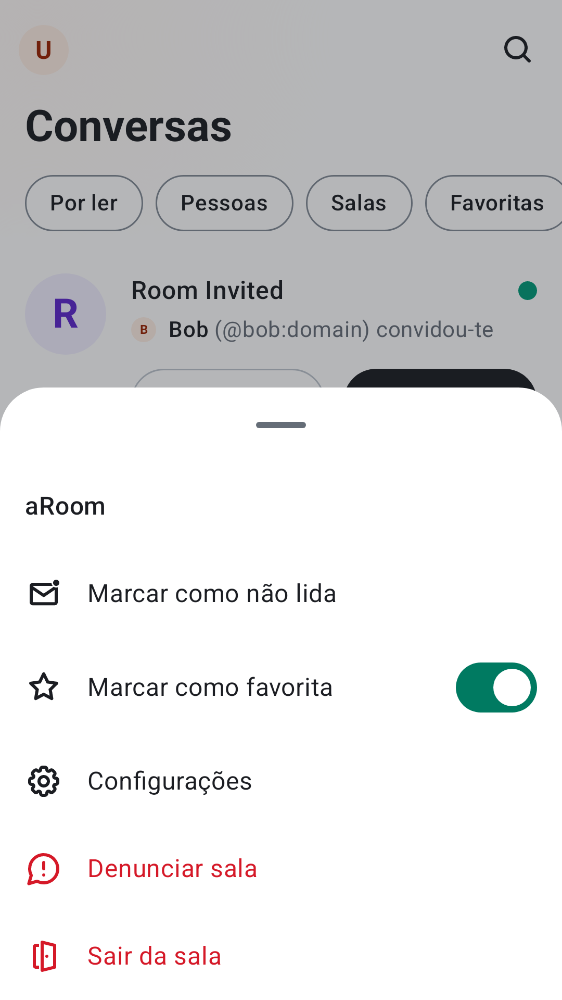 U
Conversas
Por ler Pessoas Salas Favoritas
R
Room Invited
B Bob (@bob:domain) convidou-te
aRoom
Marcar como não lida
Marcar como favorita
Configurações
Denunciar sala
Sair da sala